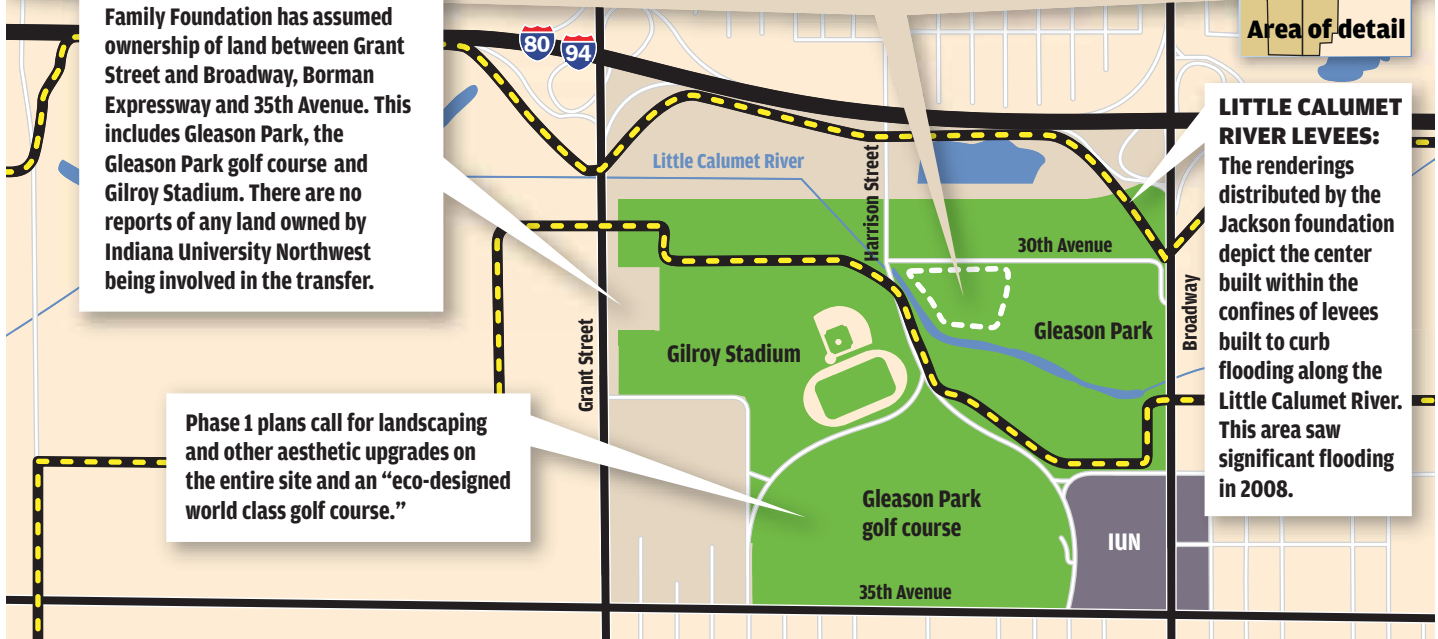 Family Foundation has assumed
ownership of land between Grant
Street and Broadway, Borman
Expressway and 35th Avenue. This
includes Gleason Park, the
Gleason Park golf course and
Gilroy Stadium. There are no
reports of any land owned by
Indiana University Northwest
being involved in the transfer.
80
94
Area of detail
LITTLE CALUMET
RIVER LEVEES:
The renderings
distributed by the
Jackson foundation
depict the center
built within the
confines of levees
built to curb
flooding along the
Little Calumet River.
This area saw
significant flooding
in 2008.
Little Calumet River
Harrison Street
30th Avenue
Broadway
Gleason Park
Gilroy Stadium
Grant Street
Phase 1 plans call for landscaping
and other aesthetic upgrades on
the entire site and an “eco-designed
world class golf course.”
Gleason Park
golf course
IUN
35th Avenue